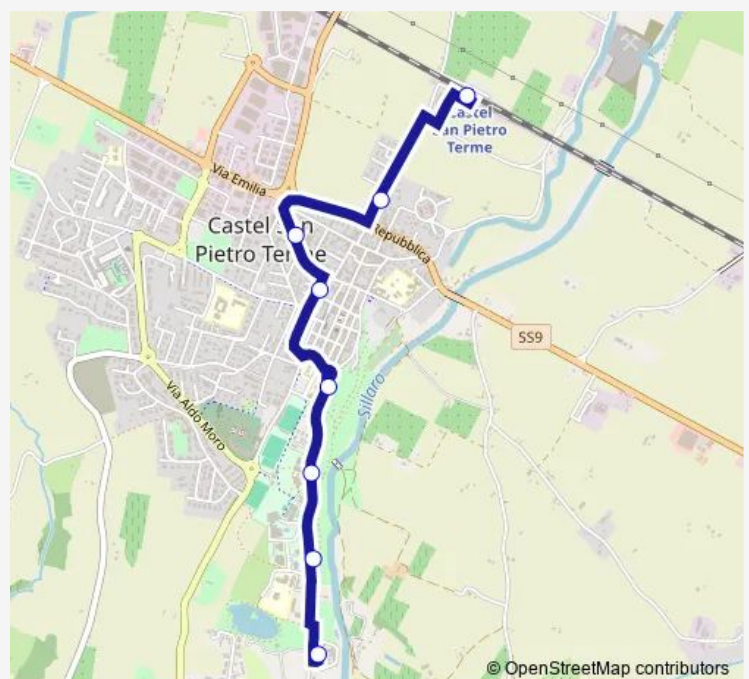 Castel
San Pietro
Terme
Via Emilia
Castel San
Pietro Terme
Repubblica
SS9
Sillaro
Via Aldo Moro
© OpenStreetMap contributors